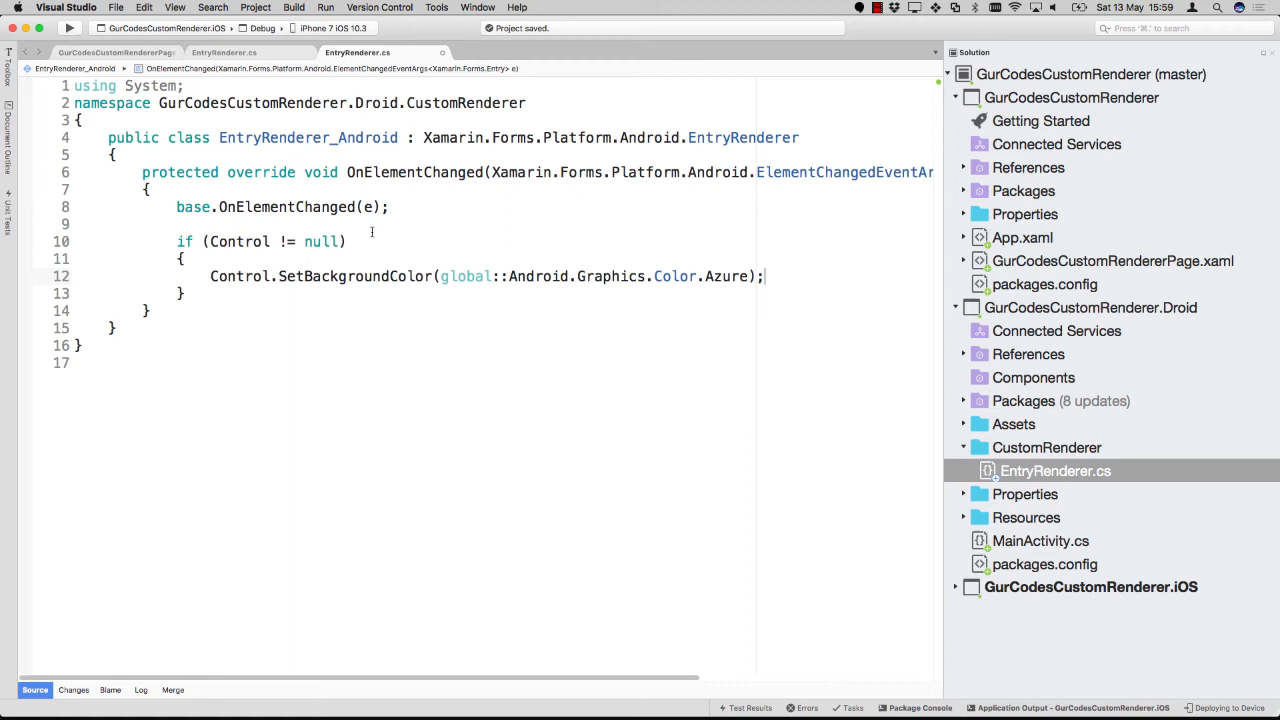 Visual Studio File Edit View Search Project Build Run Version Control Tools Window Help Sat 13 May 15:59
GurCodesCustomRenderer.iOS Debug iPhone 7 iOS 10.3 Project saved. Press '⌘.' to search
GurCodesCustomRendererPage EntryRenderer.cs EntryRenderer.cs
EntryRenderer_Android OnElementChanged(Xamarin.Forms.Platform.Android.ElementChangedEventArgs<Xamarin.Forms.Entry> e)
Toolbox
Document Outline
Unit Tests
1 using System;
2 namespace GurCodesCustomRenderer.Droid.CustomRenderer
3 {
4 public class EntryRenderer_Android : Xamarin.Forms.Platform.Android.EntryRenderer
5 {
6 protected override void OnElementChanged(Xamarin.Forms.Platform.Android.ElementChangedEventAr
7 {
8 base.OnElementChanged(e);
9
10 if (Control != null)
11 {
12 Control.SetBackgroundColor(global::Android.Graphics.Color.Azure);
13 }
14 }
15 }
16 }
17
Source Changes Blame Log Merge
Solution
GurCodesCustomRenderer (master)
GurCodesCustomRenderer
Getting Started
Connected Services
References
Packages
Properties
App.xaml
GurCodesCustomRendererPage.xaml
packages.config
GurCodesCustomRenderer.Droid
Connected Services
References
Components
Packages (8 updates)
Assets
CustomRenderer
EntryRenderer.cs
Properties
Resources
MainActivity.cs
packages.config
GurCodesCustomRenderer.iOS
Test Results Errors Tasks Package Console Application Output - GurCodesCustomRenderer.iOS Deploying to Device